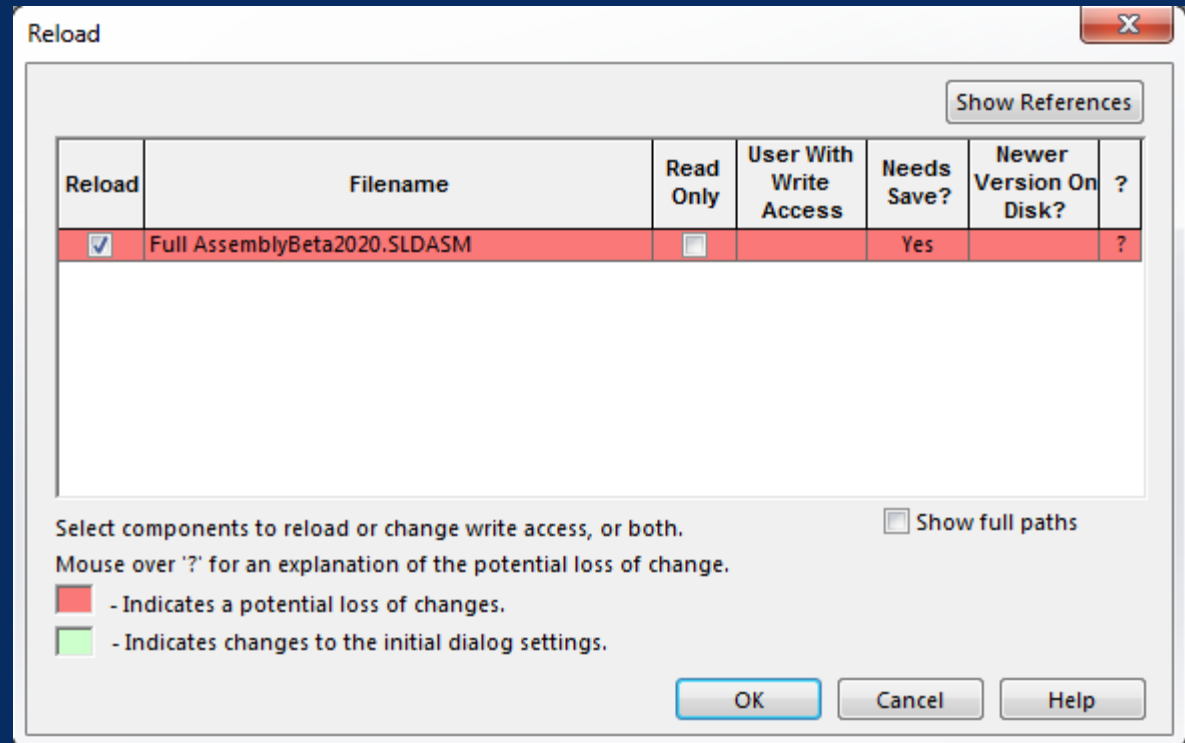 Reload
Show References
Reload Filename Read Only User With Write Access Needs Save? Newer Version On Disk? ?
Full AssemblyBeta2020.SLDASM Yes ?
Select components to reload or change write access, or both.
Show full paths
Mouse over '?' for an explanation of the potential loss of change.
- Indicates a potential loss of changes.
- Indicates changes to the initial dialog settings.
OK Cancel Help